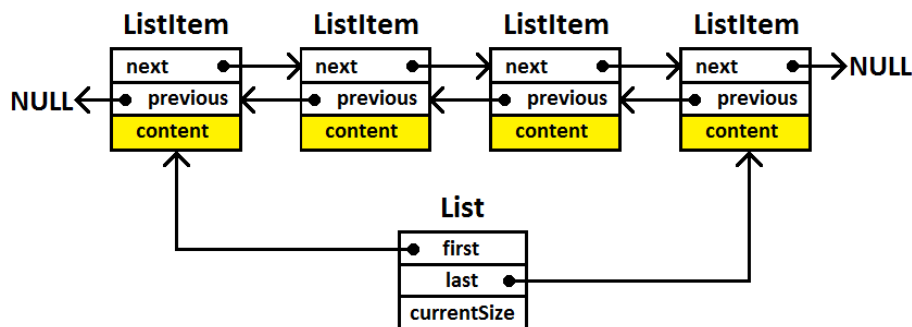 ListItem ListItem ListItem ListItem
next next next next NULL
NULL previous previous previous previous
content content content content
List
first
last
currentSize